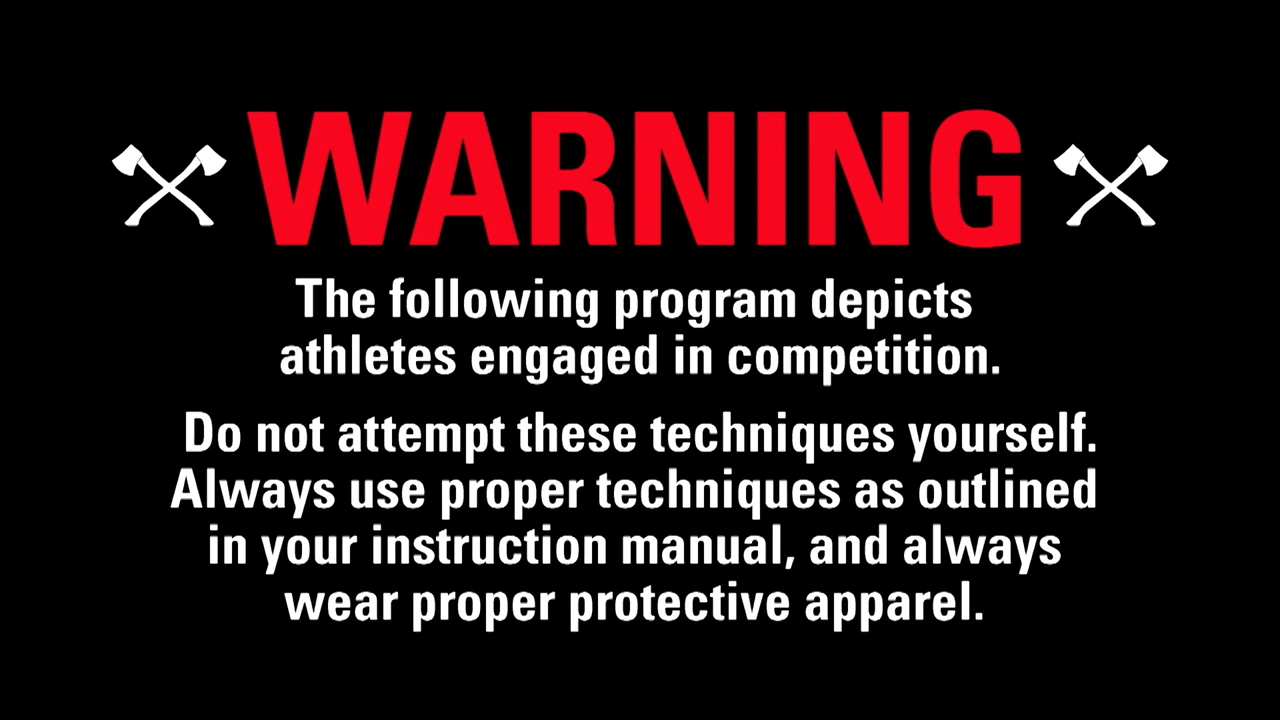 WARNING
The following program depicts
athletes engaged in competition.
Do not attempt these techniques yourself.
Always use proper techniques as outlined
in your instruction manual, and always
wear proper protective apparel.